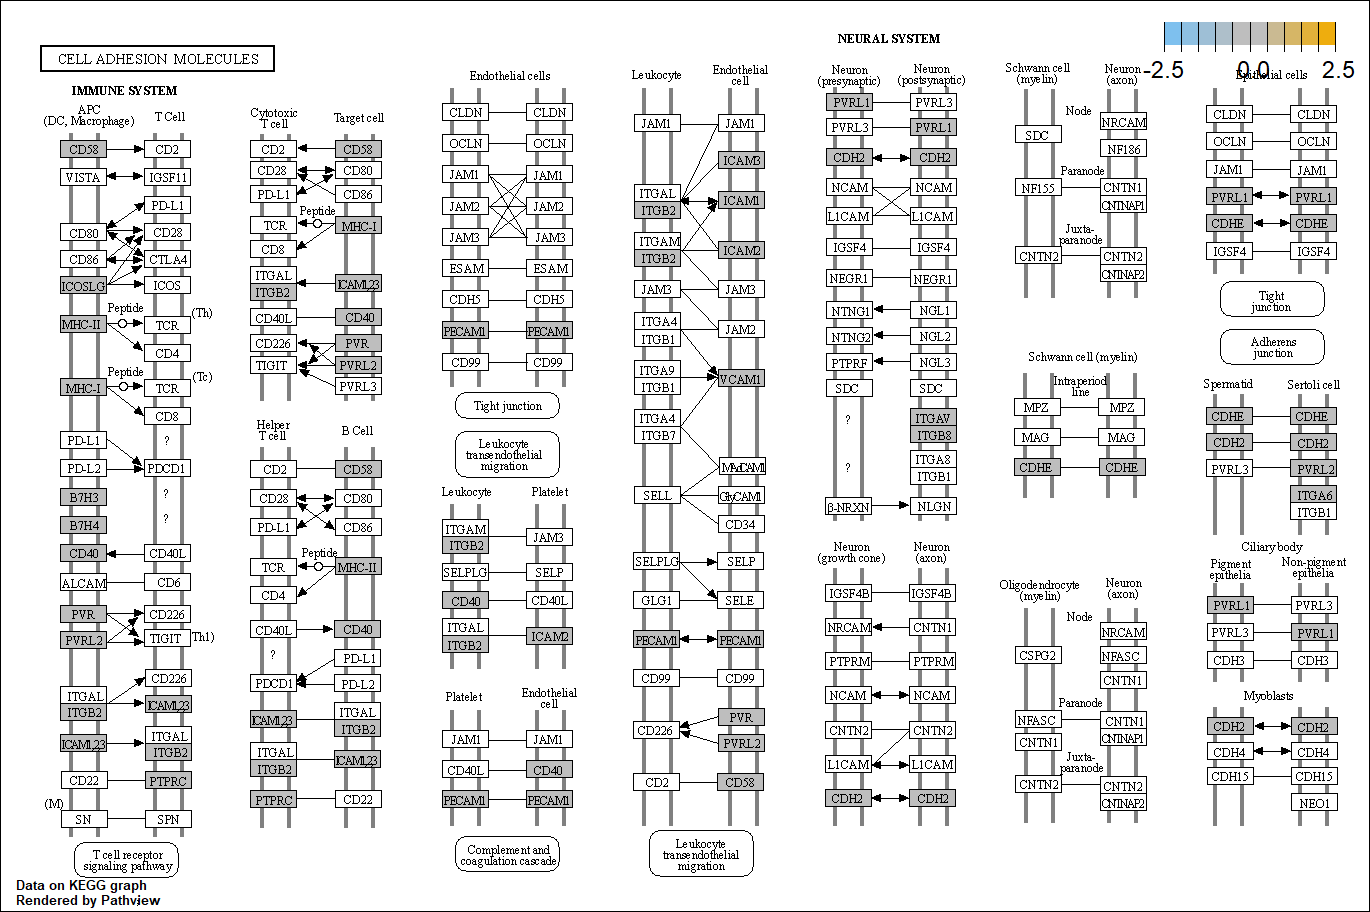 CELL ADHESION MOLECULES
NEURAL SYSTEM
-2.5
0.0
2.5
IMMUNE SYSTEM
APC
(DC, Macrophage)
T Cell
CD58
CD2
VISTA
IGSF11
PD-L1
CD80
CD28
CD86
CTLA4
ICOSLG
ICOS
Peptide
(Th)
MHC-II
TCR
CD4
Peptide
(Tc)
MHC-I
TCR
CD8
PD-L1
?
PD-L2
PDCD1
B7H3
?
B7H4
?
CD40
CD40L
ALCAM
CD6
PVR
CD226
PVRL2
TIGIT
Th1)
CD226
ITGAL
ITGB2
ICAM1,23
ICAM1,23
ITGAL
ITGB2
CD22
PTPRC
(M)
SN
SPN
T cell receptor
signaling pathway
Cytotoxic
T cell
Target cell
CD2
CD58
CD28
CD80
PD-L1
CD86
Peptide
TCR
MHC-I
CD8
ITGAL
ITGB2
ICAM1,23
CD40L
CD40
CD226
PVR
TIGIT
PVRL2
PVRL3
Helper
T cell
B Cell
CD2
CD58
CD28
CD80
PD-L1
CD86
Peptide
TCR
MHC-II
CD4
CD40L
CD40
?
PD-L1
PDCD1
PD-L2
ICAM1,23
ITGAL
ITGB2
ITGAL
ITGB2
ICAM1,23
PTPRC
CD22
Endothelial cells
CLDN
CLDN
OCLN
OCLN
JAM1
JAM1
JAM2
JAM2
JAM3
JAM3
ESAM
ESAM
CDH5
CDH5
PECAM1
PECAM1
CD99
CD99
Tight junction
Leukocyte
transendothelial
migration
Leukocyte
Platelet
ITGAM
ITGB2
JAM3
SELPLG
SELP
CD40
CD40L
ITGAL
ITGB2
ICAM2
Platelet
Endothelial
cell
JAM1
JAM1
CD40L
CD40
PECAM1
PECAM1
Complement and
coagulation cascade
Leukocyte
Endothelial
cell
JAM1
JAM1
ICAM3
ITGAL
ITGB2
ICAM1
ITGAM
ITGB2
ICAM2
JAM3
JAM3
ITGA4
ITGB1
JAM2
ITGA9
ITGB1
VCAM1
ITGA4
ITGB7
MAdCAM1
SELL
GlyCAM1
CD34
SELPLG
SELP
GLG1
SELE
PECAM1
PECAM1
CD99
CD99
PVR
CD226
PVRL2
CD2
CD58
Leukocyte
transendothelial
migration
Neuron
(presynaptic)
Neuron
(postsynaptic)
PVRL1
PVRL3
PVRL3
PVRL1
CDH2
CDH2
NCAM
NCAM
L1CAM
L1CAM
IGSF4
IGSF4
NEGR1
NEGR1
NTNG1
NGL1
NTNG2
NGL2
PTPRF
NGL3
SDC
SDC
?
ITGAV
ITGB8
?
ITGA8
ITGB1
β-NRXN
NLGN
Neuron
(growth cone)
Neuron
(axon)
IGSF4B
IGSF4B
NRCAM
CNTN1
PTPRM
PTPRM
NCAM
NCAM
CNTN2
CNTN2
L1CAM
L1CAM
CDH2
CDH2
Schwann cell
(myelin)
Neuron
(axon)
Node
NRCAM
SDC
NF186
Paranode
NF155
CNTN1
CNTNAP1
Juxta-
paranode
CNTN2
CNTN2
CNTNAP2
Schwann cell (myelin)
Intraperiod
line
MPZ
MPZ
MAG
MAG
CDHE
CDHE
Oligodendrocyte
(myelin)
Neuron
(axon)
Node
NRCAM
CSPG2
NFASC
CNTN1
Paranode
NFASC
CNTN1
CNTN1
CNTNAP1
Juxta-
paranode
CNTN2
CNTN2
CNTNAP2
Epithelial cells
CLDN
CLDN
OCLN
OCLN
JAM1
JAM1
PVRL1
PVRL1
CDHE
CDHE
IGSF4
IGSF4
Tight
junction
Adherens
junction
Spermatid
Sertoli cell
CDHE
CDHE
CDH2
CDH2
PVRL3
PVRL2
ITGA6
ITGB1
Ciliary body
Pigment
epithelia
Non-pigment
epithelia
PVRL1
PVRL3
PVRL3
PVRL1
CDH3
CDH3
Myoblasts
CDH2
CDH2
CDH4
CDH4
CDH15
CDH15
NEO1
Data on KEGG graph
Rendered by Pathview